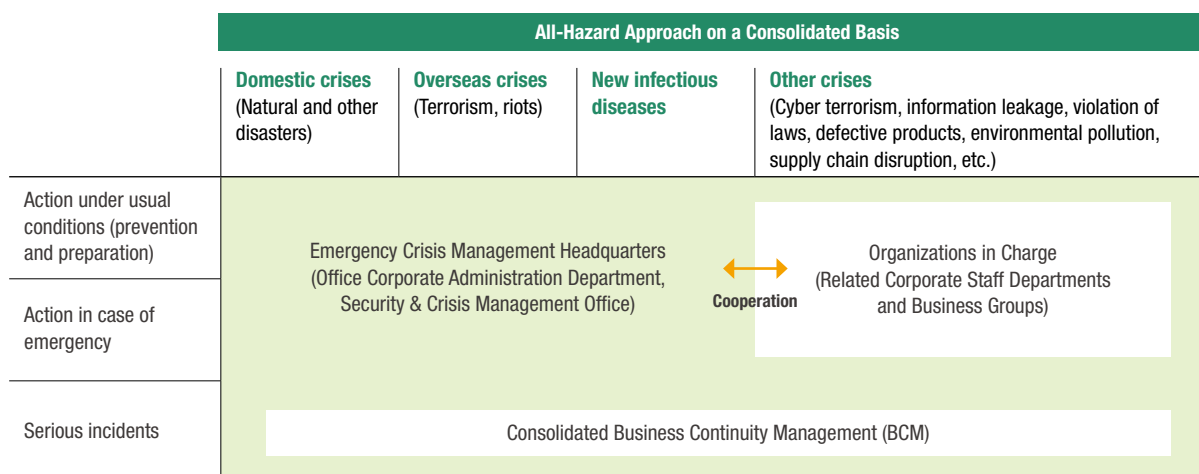 All-Hazard Approach on a Consolidated Basis
Domestic crises
(Natural and other
disasters)
Overseas crises
(Terrorism, riots)
New infectious
diseases
Other crises
(Cyber terrorism, information leakage, violation of
laws, defective products, environmental pollution,
supply chain disruption, etc.)
Action under usual
conditions (prevention
and preparation)
Emergency Crisis Management Headquarters
(Office Corporate Administration Department,
Security & Crisis Management Office)
Cooperation
Organizations in Charge
(Related Corporate Staff Departments
and Business Groups)
Action in case of
emergency
Serious incidents
Consolidated Business Continuity Management (BCM)